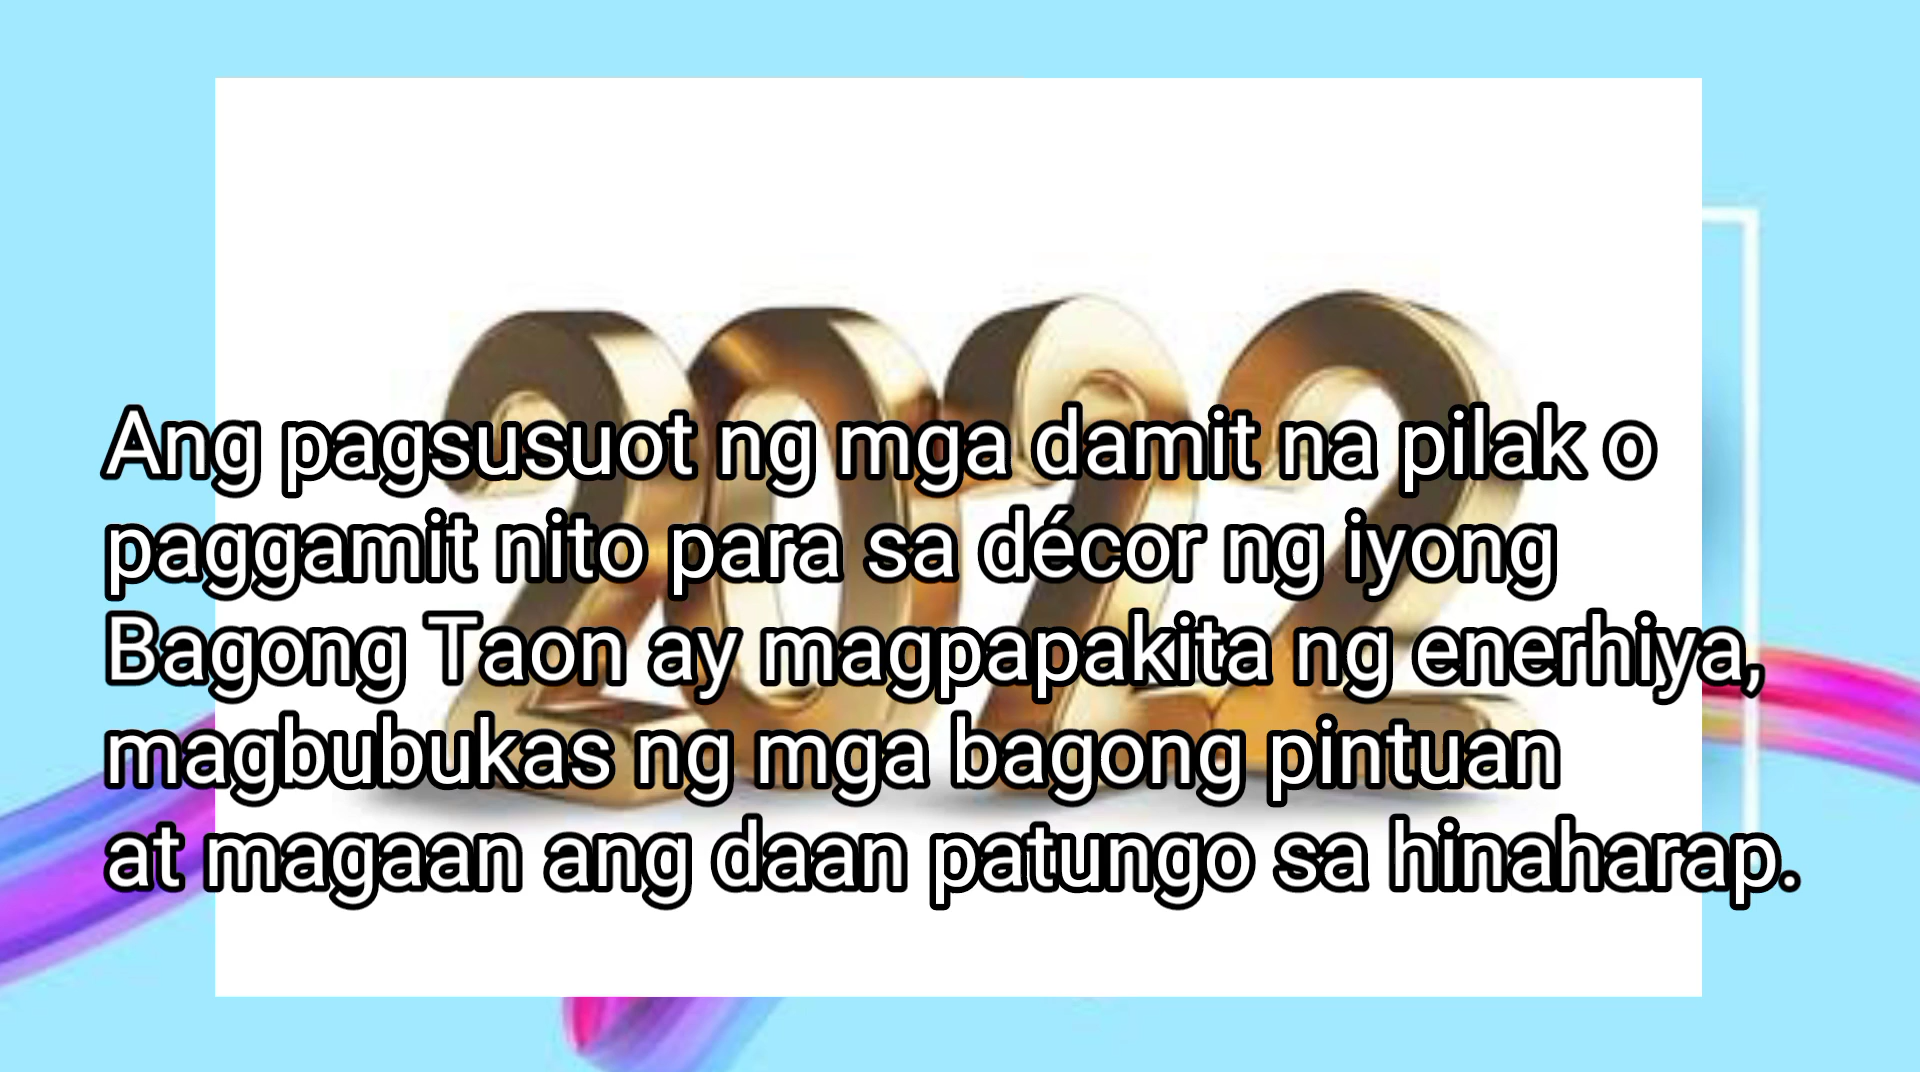 2022
Ang pagsusuot ng mga damit na pilak o
paggamit nito para sa décor ng iyong
Bagong Taon ay magpapakita ng enerhiya,
magbubukas ng mga bagong pintuan
at magaan ang daan patungo sa hinaharap.